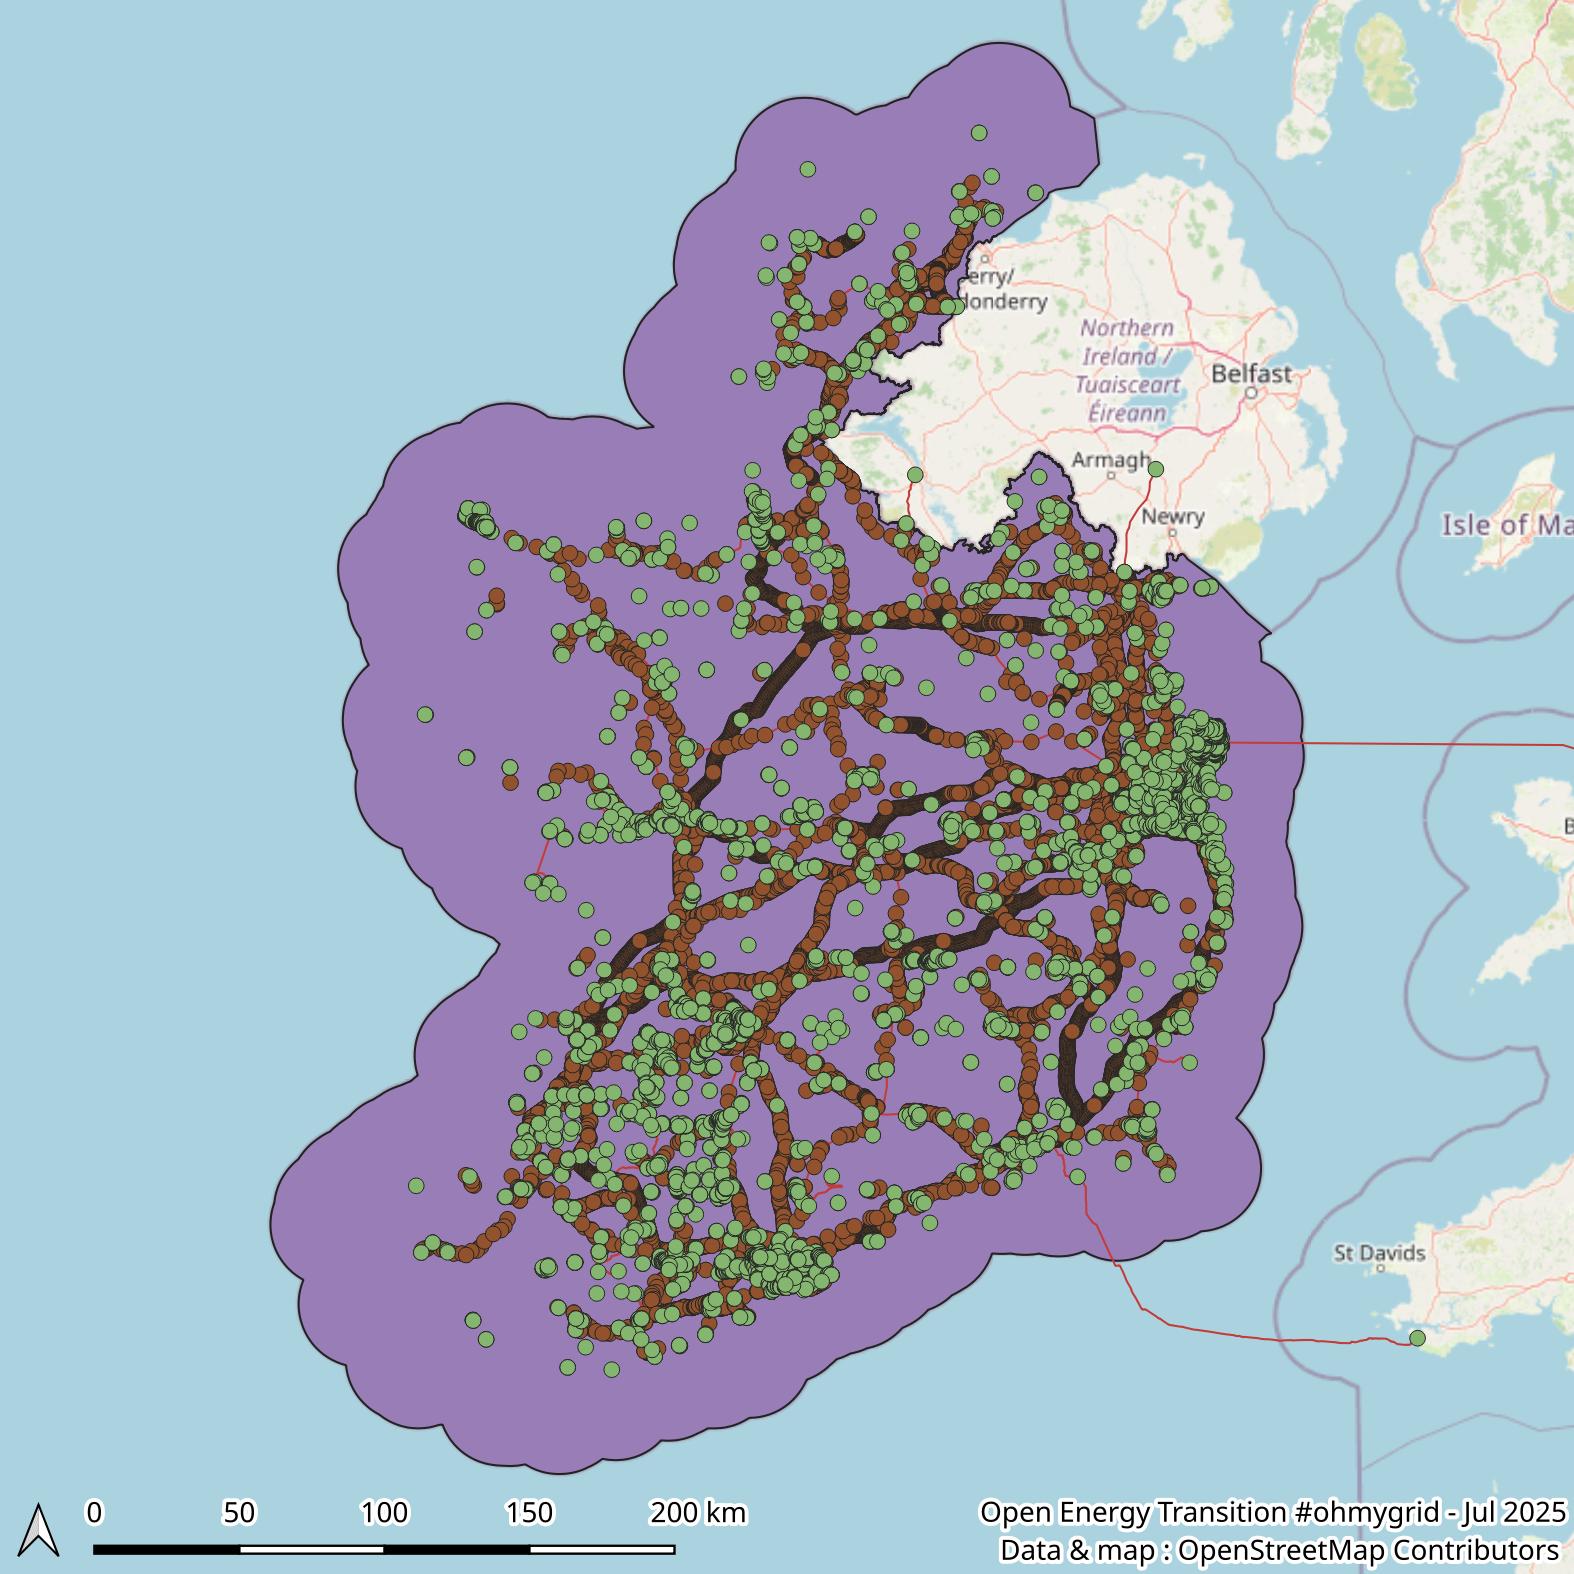 erry/
londonderry
Northern
Ireland /
Tuaisceart
Éireann
Belfast
Armagh
Newry
Isle of Ma
B
St Davids
0 50 100 150 200 km
Open Energy Transition #ohmygrid - Jul 2025
Data & map : OpenStreetMap Contributors